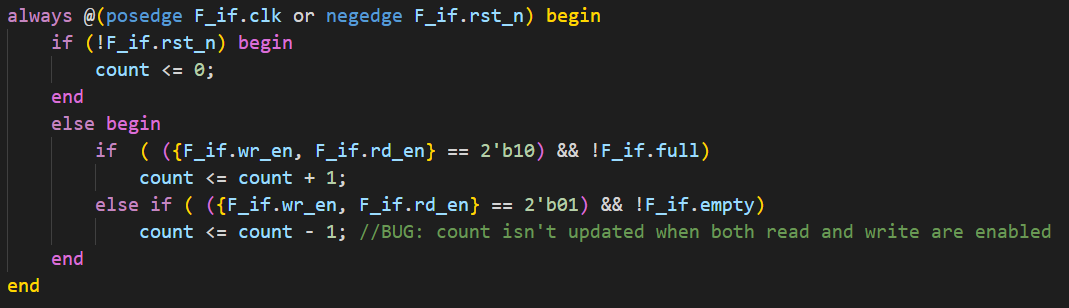 always @(posedge F_if.clk or negedge F_if.rst_n) begin
    if (!F_if.rst_n) begin
        count <= 0;
    end
    else begin
        if  ( ({F_if.wr_en, F_if.rd_en} == 2'b10) && !F_if.full)
            count <= count + 1;
        else if ( ({F_if.wr_en, F_if.rd_en} == 2'b01) && !F_if.empty)
            count <= count - 1; //BUG: count isn't updated when both read and write are enabled
    end
end